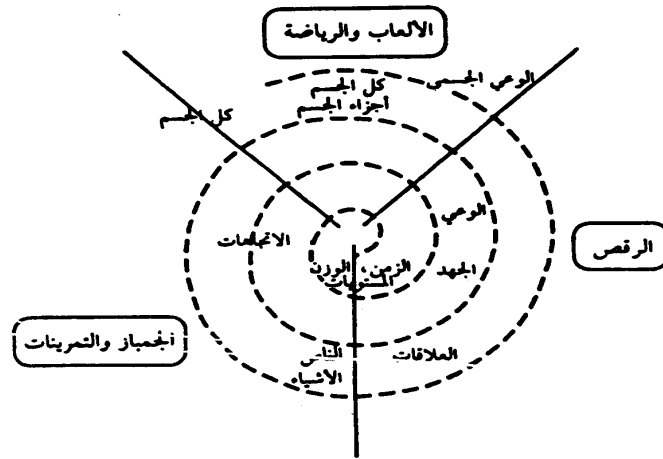 الألعاب والرياضة
الوعي الجسمى
كل الجسم
أجزاء الجسم
كل الجسم
الوعي
الاتجاهات
الرقص
الجهد
الزمن، الوزن
المستويات
الجمباز والتمرينات
العلاقات
الناس
الأشياء